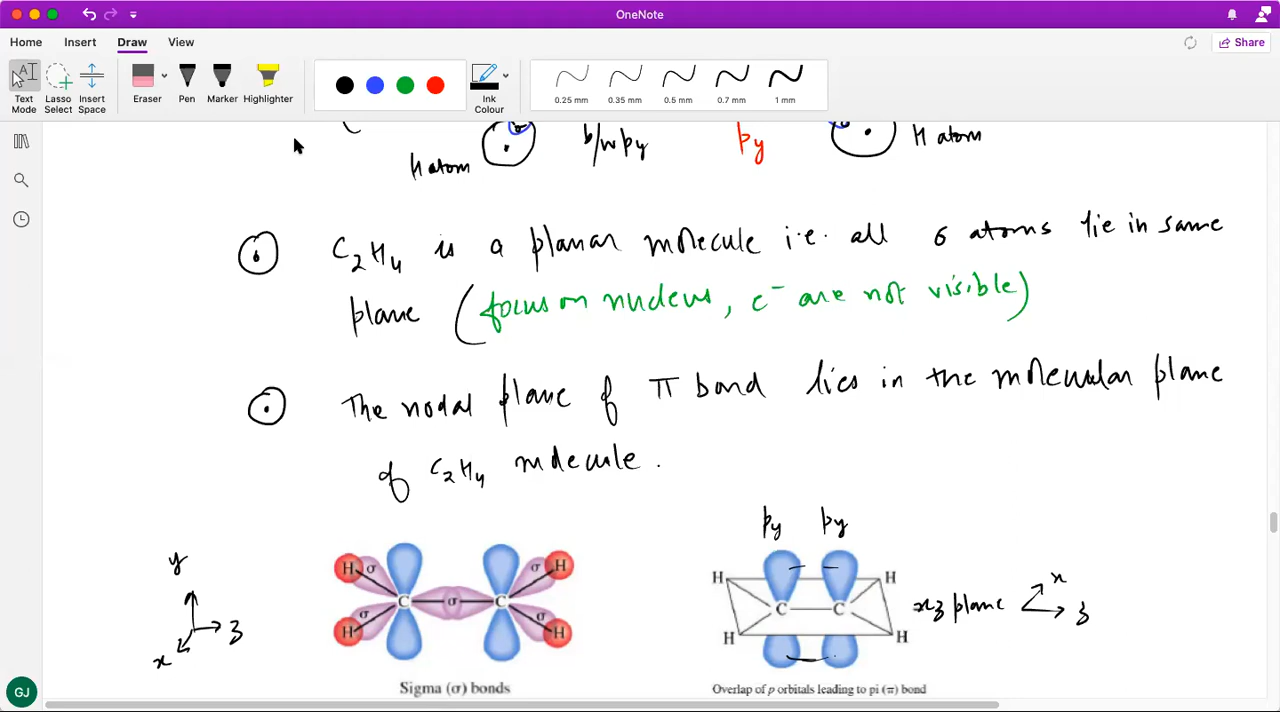 OneNote
Home Insert Draw View
Share
Text Mode
Lasso Select
Insert Space
Eraser
Pen
Marker
Highlighter
Ink Colour
0.25 mm
0.35 mm
0.5 mm
0.7 mm
1 mm
H atom
b/w py
py
H atom
C2H4 is a planar molecule i.e. all 6 atoms lie in same
plane (focus on nucleus, e- are not visible)
The nodal plane of π bond lies in the molecular plane
of C2H4 molecule.
py py
y
z
x
H σ σ H
C σ C
H σ σ H
Sigma (σ) bonds
H H
C C
H H
xz plane
x
z
Overlap of p orbitals leading to pi (π) bond
GJ